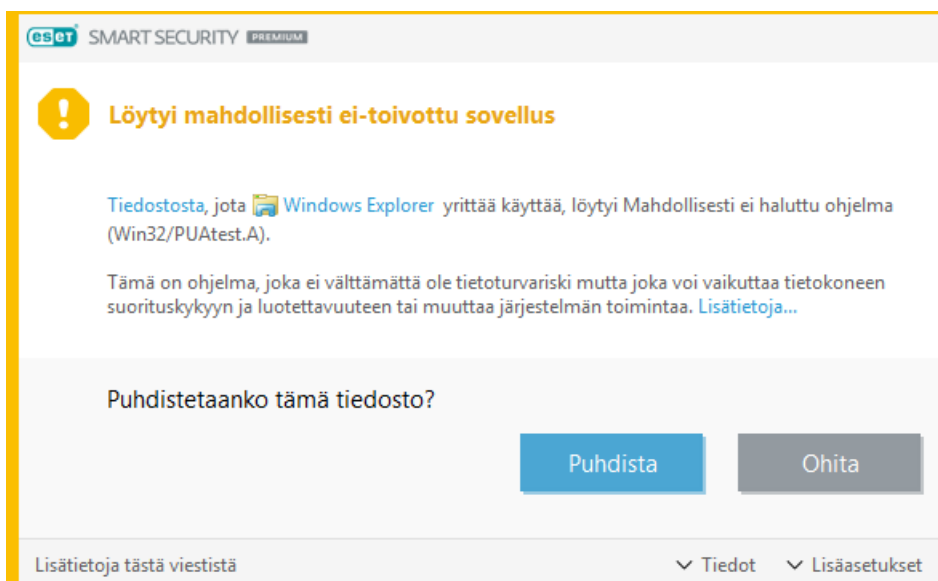 eset SMART SECURITY PREMIUM
Löytyi mahdollisesti ei-toivottu sovellus
Tiedostosta, jota Windows Explorer yrittää käyttää, löytyi Mahdollisesti ei haluttu ohjelma
(Win32/PUAtest.A).
Tämä on ohjelma, joka ei välttämättä ole tietoturvariski mutta joka voi vaikuttaa tietokoneen
suorituskykyyn ja luotettavuuteen tai muuttaa järjestelmän toimintaa. Lisätietoja...
Puhdistetaanko tämä tiedosto?
Puhdista Ohita
Lisätietoja tästä viestistä Tiedot Lisäasetukset